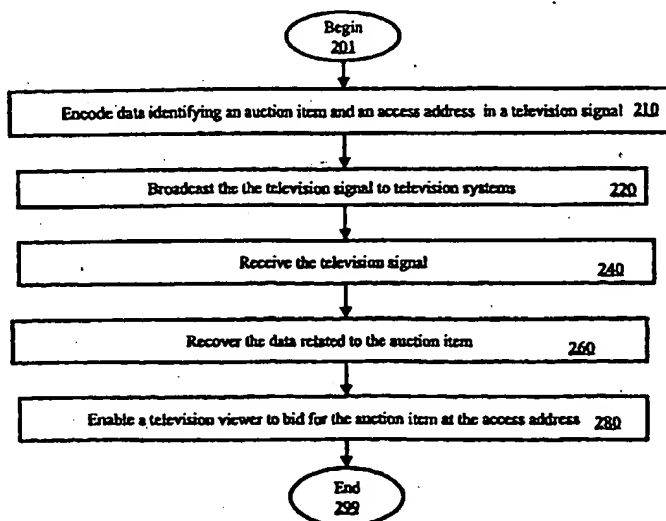 Begin
201
Encode data identifying an auction item and an access address in a television signal 210
Broadcast the the television signal to television systems 220
Receive the television signal 240
Recover the data related to the auction item 260
Enable a television viewer to bid for the auction item at the access address 280
End
299